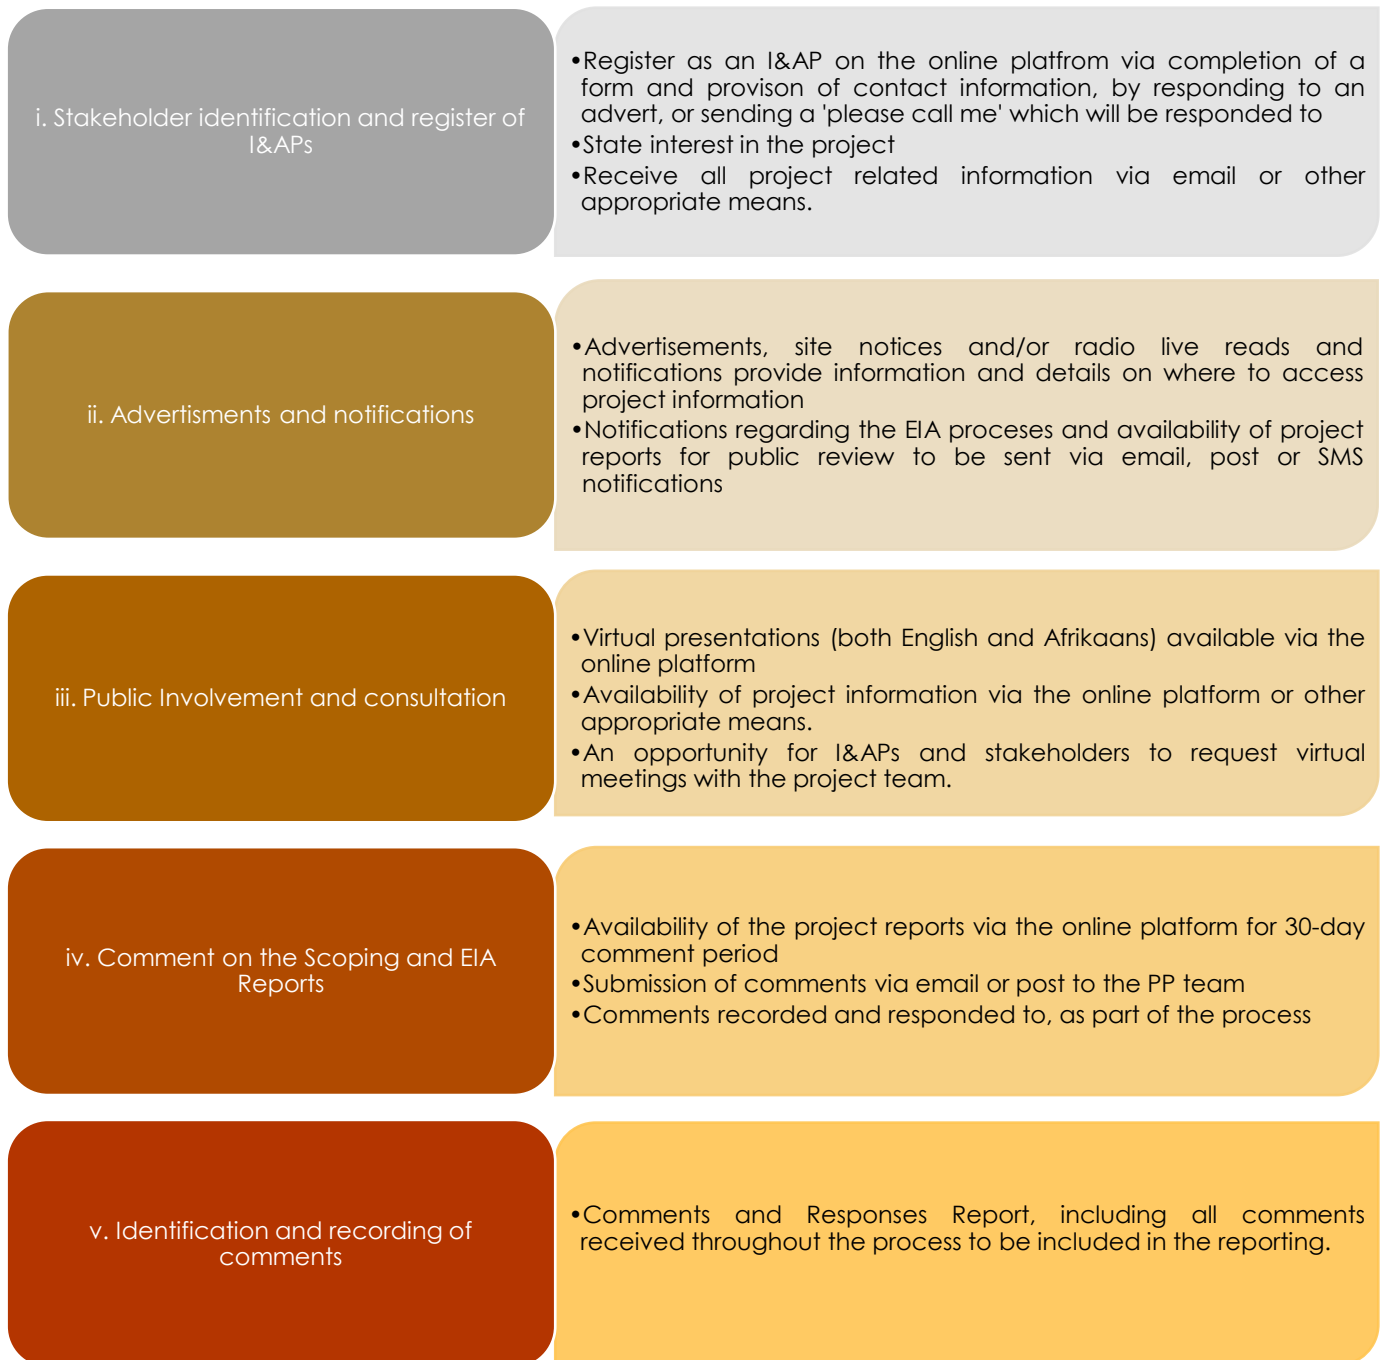 i. Stakeholder identification and register of
I&APs
•Register as an I&AP on the online platfrom via completion of a
form and provison of contact information, by responding to an
advert, or sending a 'please call me' which will be responded to
•State interest in the project
•Receive all project related information via email or other
appropriate means.
ii. Advertisments and notifications
•Advertisements, site notices and/or radio live reads and
notifications provide information and details on where to access
project information
•Notifications regarding the EIA proceses and availability of project
reports for public review to be sent via email, post or SMS
notifications
iii. Public Involvement and consultation
•Virtual presentations (both English and Afrikaans) available via the
online platform
•Availability of project information via the online platform or other
appropriate means.
•An opportunity for I&APs and stakeholders to request virtual
meetings with the project team.
iv. Comment on the Scoping and EIA
Reports
•Availability of the project reports via the online platform for 30-day
comment period
•Submission of comments via email or post to the PP team
•Comments recorded and responded to, as part of the process
v. Identification and recording of
comments
•Comments and Responses Report, including all comments
received throughout the process to be included in the reporting.